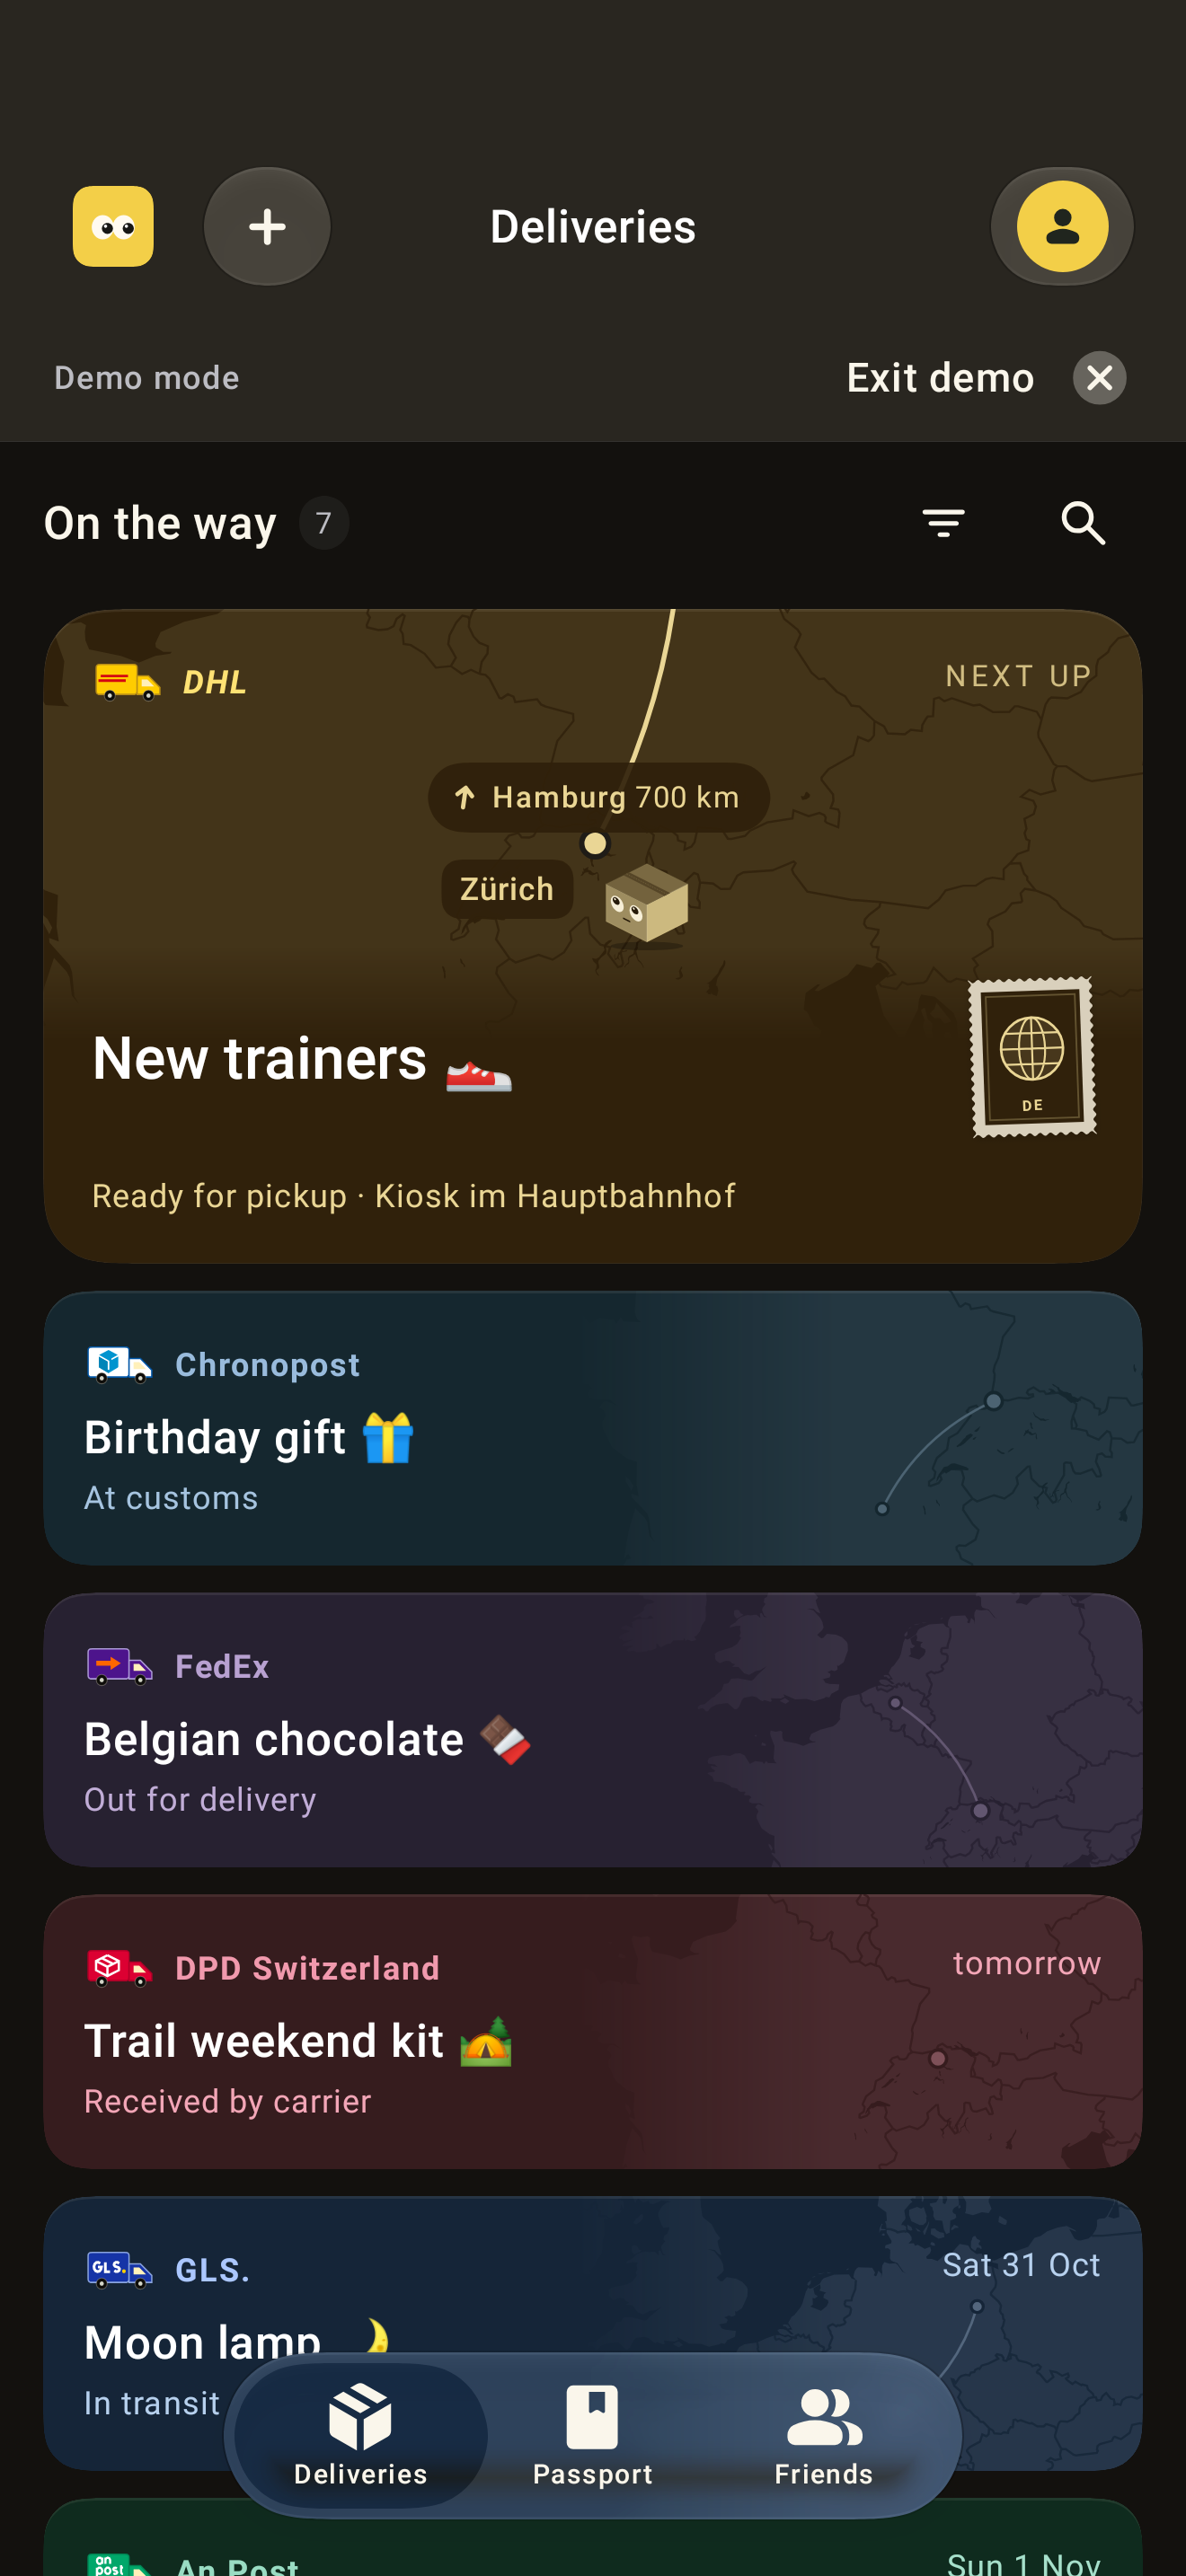 Deliveries
Demo mode
Exit demo
On the way 7
DHL
NEXT UP
Hamburg 700 km
Zürich
New trainers
DE
Ready for pickup · Kiosk im Hauptbahnhof
Chronopost
Birthday gift
At customs
FedEx
Belgian chocolate
Out for delivery
DPD Switzerland
tomorrow
Trail weekend kit
Received by carrier
GLS.
GLS.
Sat 31 Oct
Moon lamp
In transit
Deliveries
Passport
Friends
an
post
An Post
Sun 1 Nov